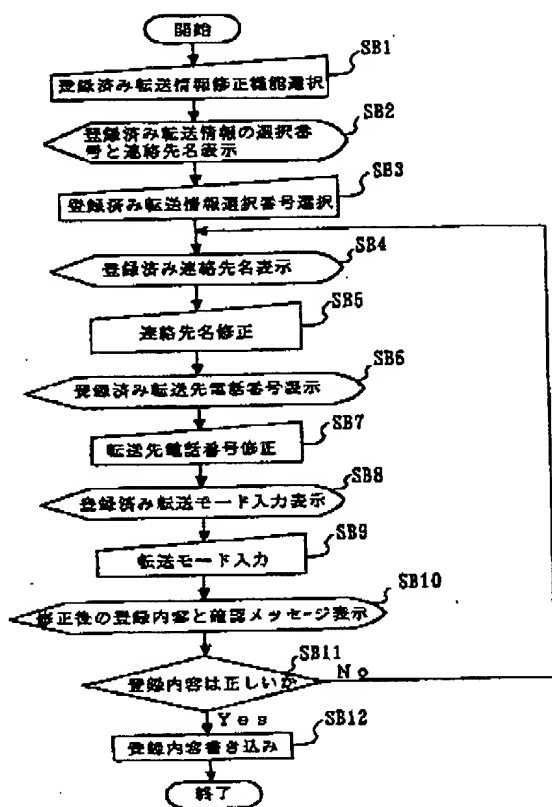 開始
SB1
登録済み転送情報修正機能選択
SB2
登録済み転送情報の選択番
号と連絡先名表示
SB3
登録済み転送情報選択番号選択
SB4
登録済み連絡先名表示
SB5
連絡先名修正
SB6
登録済み転送先電話番号表示
SB7
転送先電話番号修正
SB8
登録済み転送モード入力表示
SB9
転送モード入力
SB10
修正後の登録内容と確認メッセージ表示
SB11
登録内容は正しいか
No
Yes
SB12
登録内容書き込み
終了